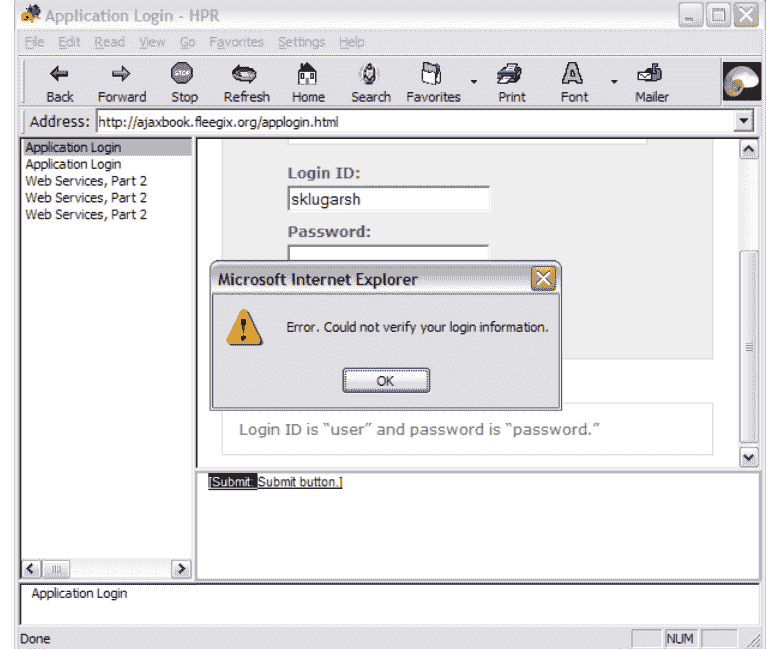 Application Login - HPR
File Edit Read View Go Favorites Settings Help
Back Forward Stop Refresh Home Search Favorites Print Font Mailer
Address: http://ajaxbook.fleegix.org/applogin.html
Application Login
Application Login
Web Services, Part 2
Web Services, Part 2
Web Services, Part 2
Login ID:
sklugarsh
Password:
Microsoft Internet Explorer
Error. Could not verify your login information.
OK
Login ID is “user” and password is “password.”
[Submit: Submit button.]
Application Login
Done NUM